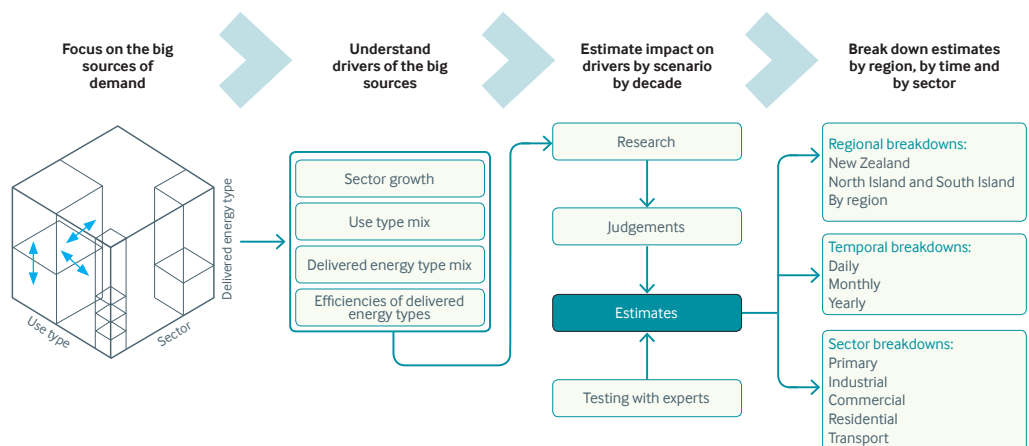 Focus on the big
sources of
demand
Understand
drivers of the big
sources
Estimate impact on
drivers by scenario
by decade
Break down estimates
by region, by time and
by sector
Use type
Sector
Delivered energy type
Sector growth
Use type mix
Delivered energy type mix
Efficiencies of delivered
energy types
Research
Judgements
Estimates
Testing with experts
Regional breakdowns:
New Zealand
North Island and South Island
By region
Temporal breakdowns:
Daily
Monthly
Yearly
Sector breakdowns:
Primary
Industrial
Commercial
Residential
Transport